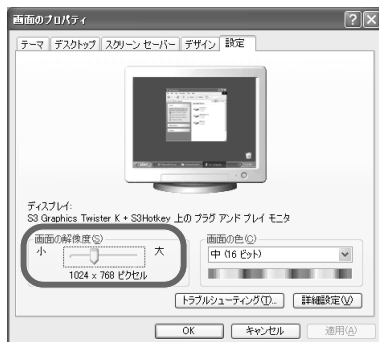 画面のプロパティ
テーマ デスクトップ スクリーン セーバー デザイン 設定
ディスプレイ:
S3 Graphics Twister K + S3Hotkey 上の プラグ アンド プレイ モニタ
画面の解像度(S)
小 大
1024 x 768 ピクセル
画面の色(C)
中 (16 ビット)
トラブルシューティング(T)... 詳細設定(V)
OK キャンセル 適用(A)